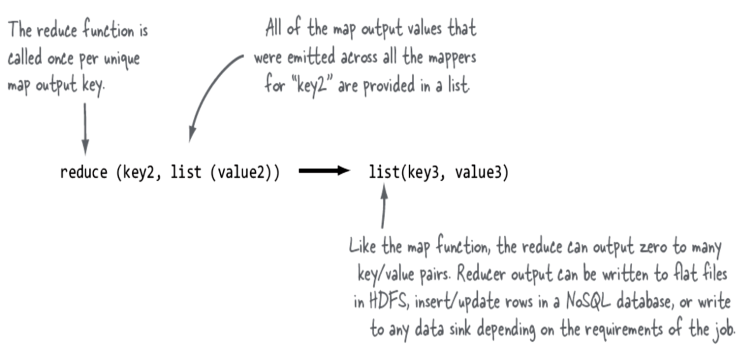 The reduce function is
called once per unique
map output key.
All of the map output values that
were emitted across all the mappers
for "key2" are provided in a list.
reduce (key2, list (value2))
list(key3, value3)
Like the map function, the reduce can output zero to many
key/value pairs. Reducer output can be written to flat files
in HDFS, insert/update rows in a NoSQL database, or write
to any data sink depending on the requirements of the job.